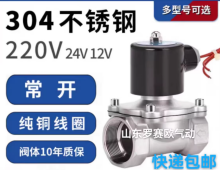 多型号可选
304不锈钢
220V 24V 12V
常开
纯铜线圈
阀体10年质保
山东罗赛欧气动
快递包邮